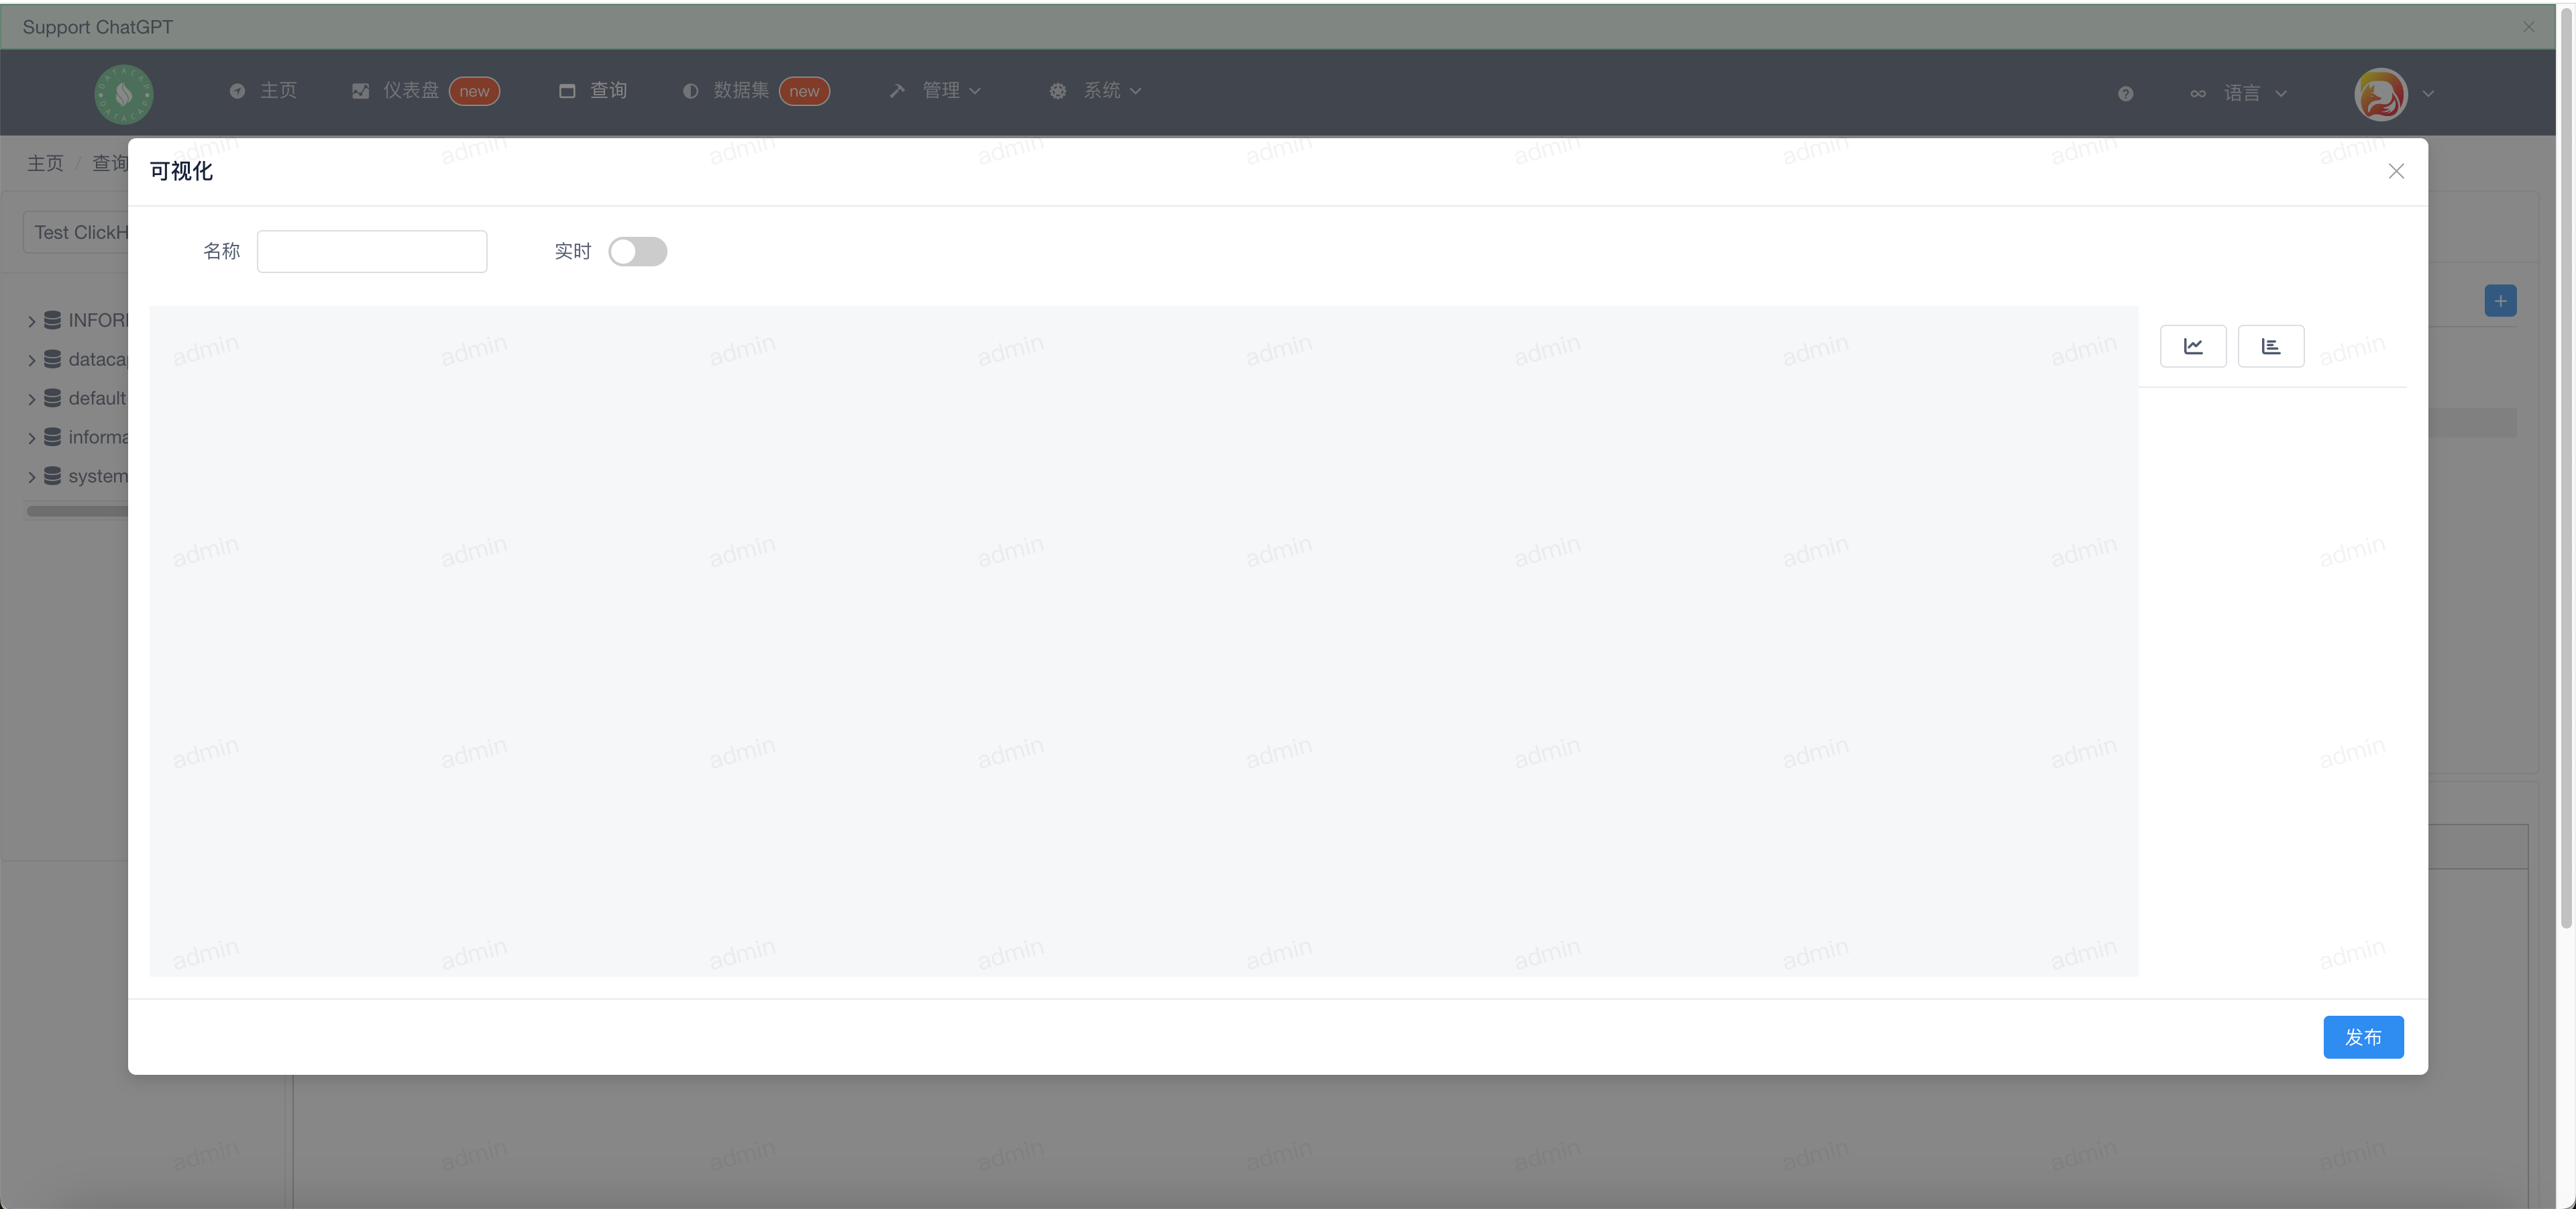 Support ChatGPT
主页 仪表盘 new 查询 数据集 new 管理 系统 语言
DATACAP DATACAP
主页 / 查询
可视化
Test ClickH
名称 实时
INFOR
dataca
default
informa
system
admin admin admin admin admin admin admin admin admin
admin admin admin admin admin admin admin admin admin
admin admin admin admin admin admin admin admin admin
admin admin admin admin admin admin admin admin admin
admin admin admin admin admin admin admin admin admin
发布
admin admin admin admin admin admin admin admin admin